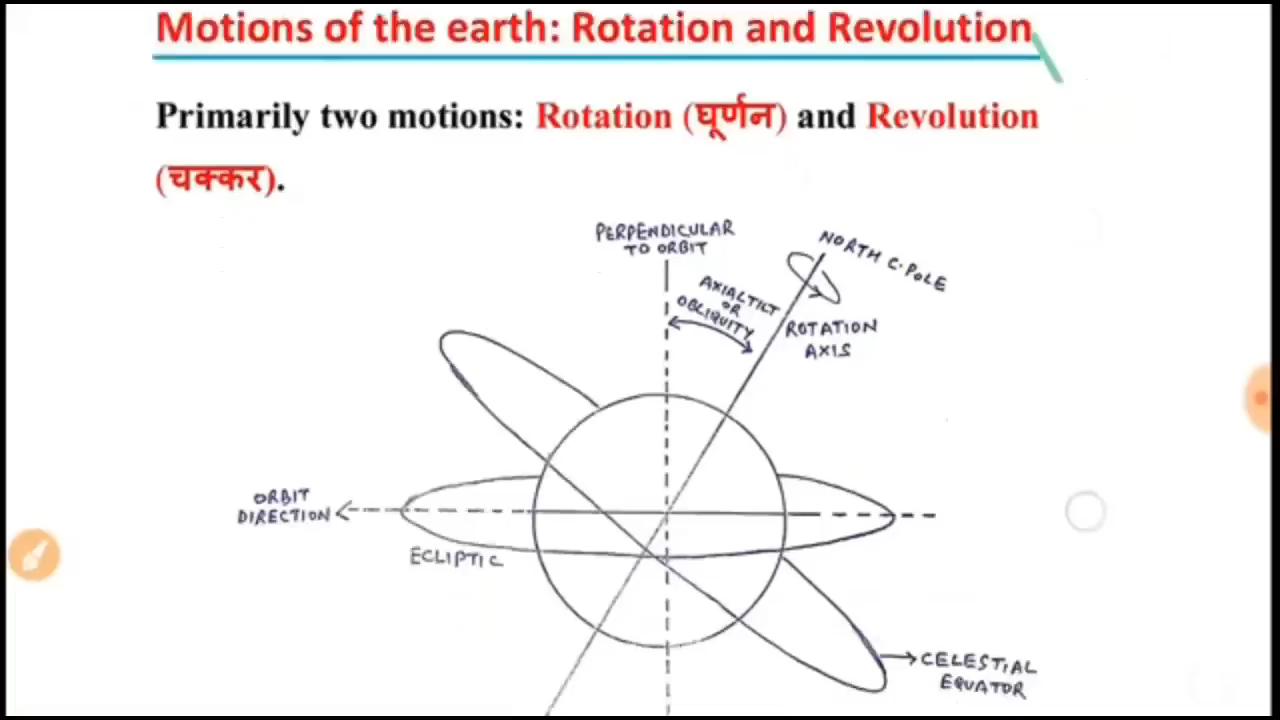 Motions of the earth: Rotation and Revolution
Primarily two motions: Rotation (घूर्णन) and Revolution
(चक्कर).
PERPENDICULAR
TO ORBIT
NORTH C.POLE
AXIAL TILT
OR
OBLIQUITY
ROTATION
AXIS
ORBIT
DIRECTION
ECLIPTIC
CELESTIAL
EQUATOR